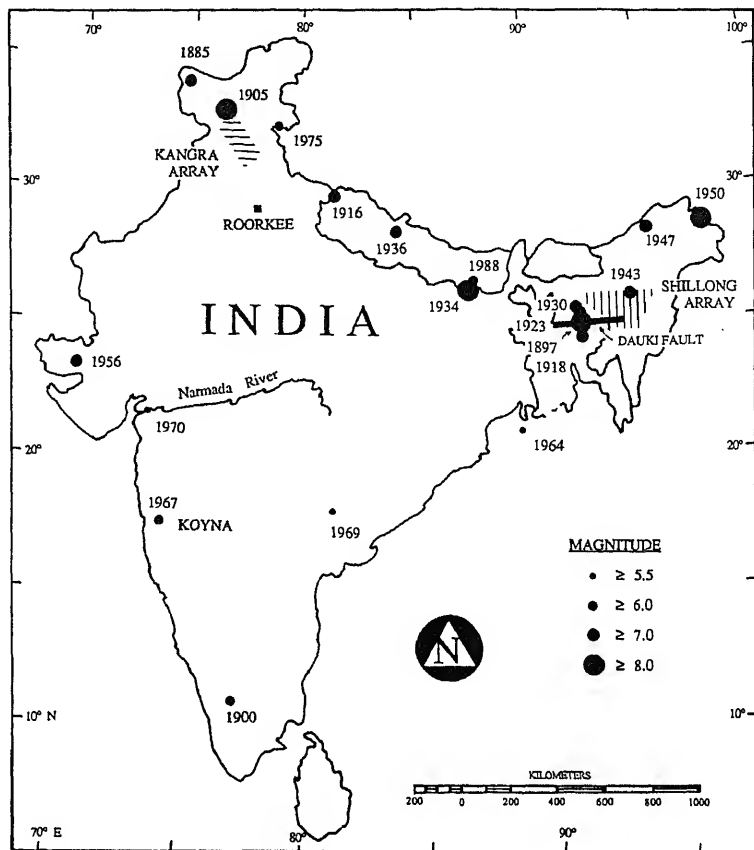 70°
80°
90°
100°
1885
1905
1975
KANGRA
ARRAY
30°
30°
1950
ROORKEE
1916
1936
1947
1988
1943
1934
1930
SHILLONG
ARRAY
INDIA
1923
DAUKI FAULT
1897
1918
1956
Narmada River
1970
20°
20°
1964
1967
KOYNA
1969
MAGNITUDE
≥ 5.5
≥ 6.0
≥ 7.0
≥ 8.0
N
1900
10° N
10°
KILOMETERS
200 0 200 400 600 800 1000
70° E
80°
90°